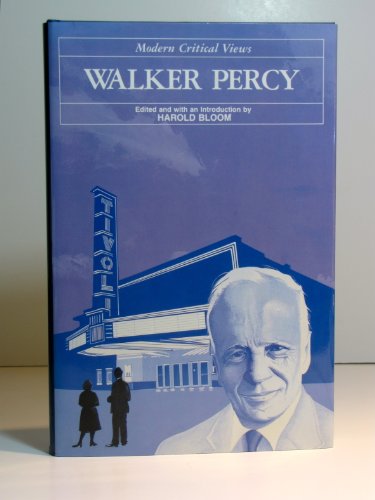 Modern Critical Views
WALKER PERCY
Edited and with an introduction by
HAROLD BLOOM
TIVOLI